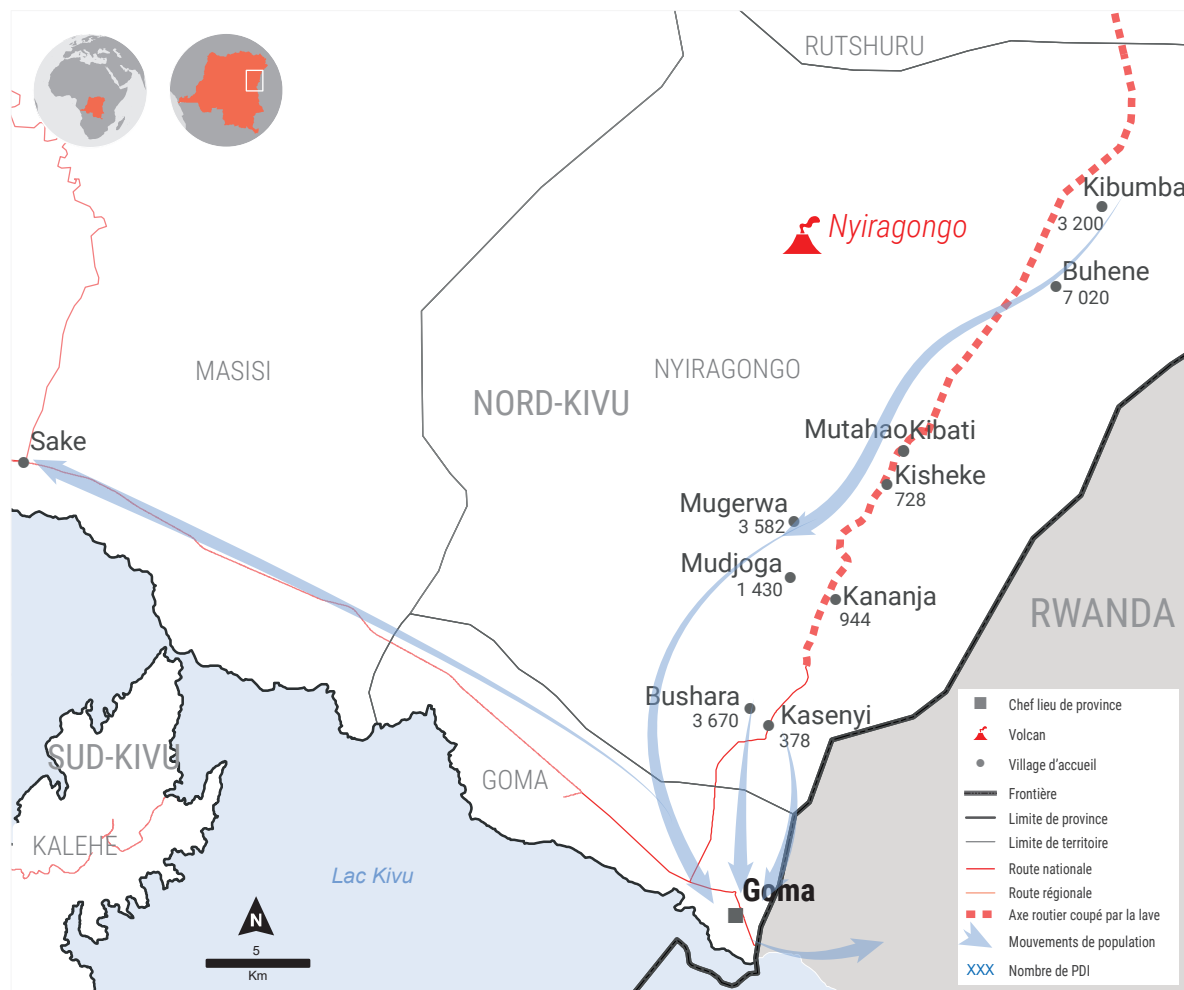 RUTSHURU
Kibumba
3 200
Nyiragongo
Buhene
7 020
MASISI
NYIRAGONGO
NORD-KIVU
Sake
Mutahao
Kibati
Kisheke
728
Mugerwa
3 582
Mudjoga
1 430
Kananja
944
RWANDA
Bushara
3 670
Kasenyi
378
SUD-KIVU
GOMA
KALEHE
Lac Kivu
Goma
N
5
Km
Chef lieu de province
Volcan
Village d'accueil
Frontière
Limite de province
Limite de territoire
Route nationale
Route régionale
Axe routier coupé par la lave
Mouvements de population
XXX Nombre de PDI